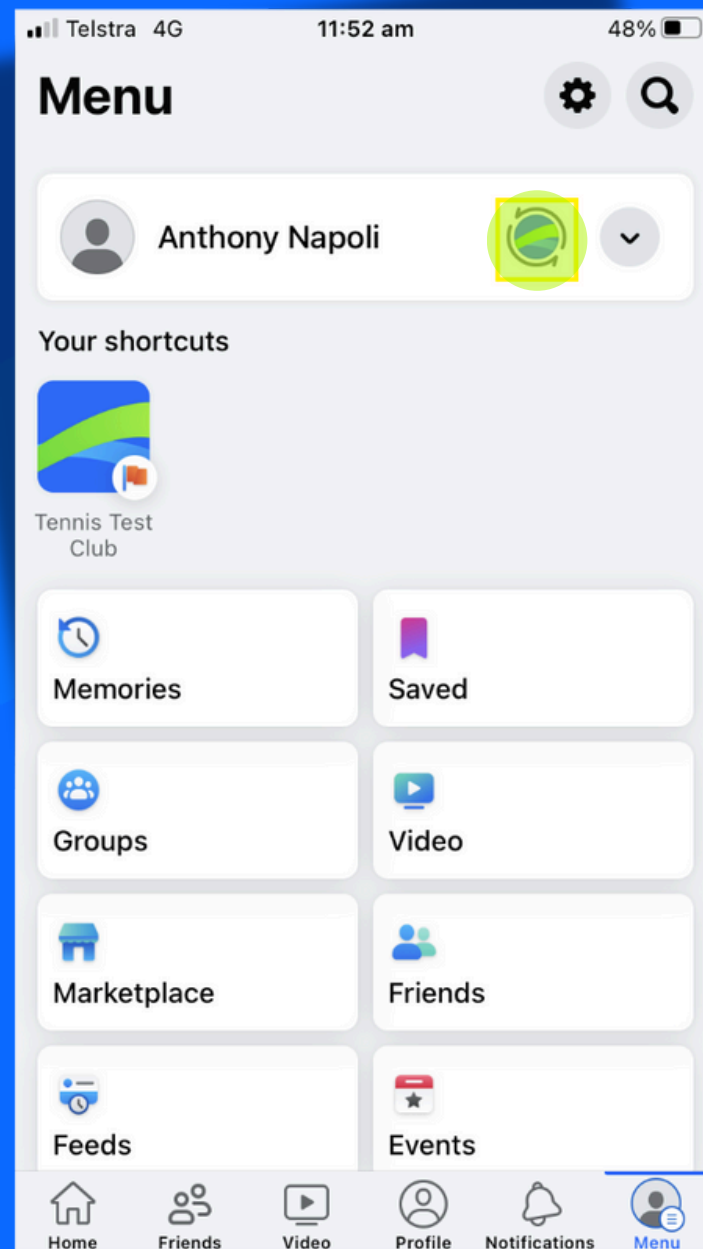 Telstra 4G 11:52 am 48%
Menu
Anthony Napoli
Your shortcuts
Tennis Test
Club
Memories Saved
Groups Video
Marketplace Friends
Feeds Events
Home Friends Video Profile Notifications Menu